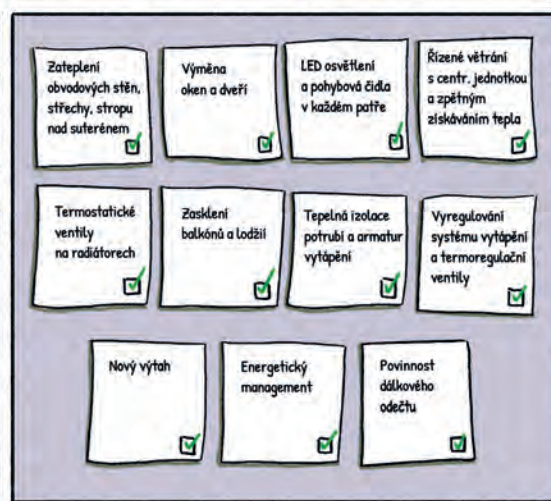 Zateplení
obvodových stěn,
střechy, stropu
nad suterénem
Výměna
oken a dveří
LED osvětlení
a pohybová čidla
v každém patře
Řízené větrání
s centr. jednotkou
a zpětným
získáváním tepla
Termostatické
ventily
na radiátorech
Zasklení
balkónů a lodžií
Tepelná izolace
potrubí a armatur
vytápění
Vyregulování
systému vytápění
a termoregulační
ventily
Nový výtah
Energetický
management
Povinnost
dálkového
odečtu